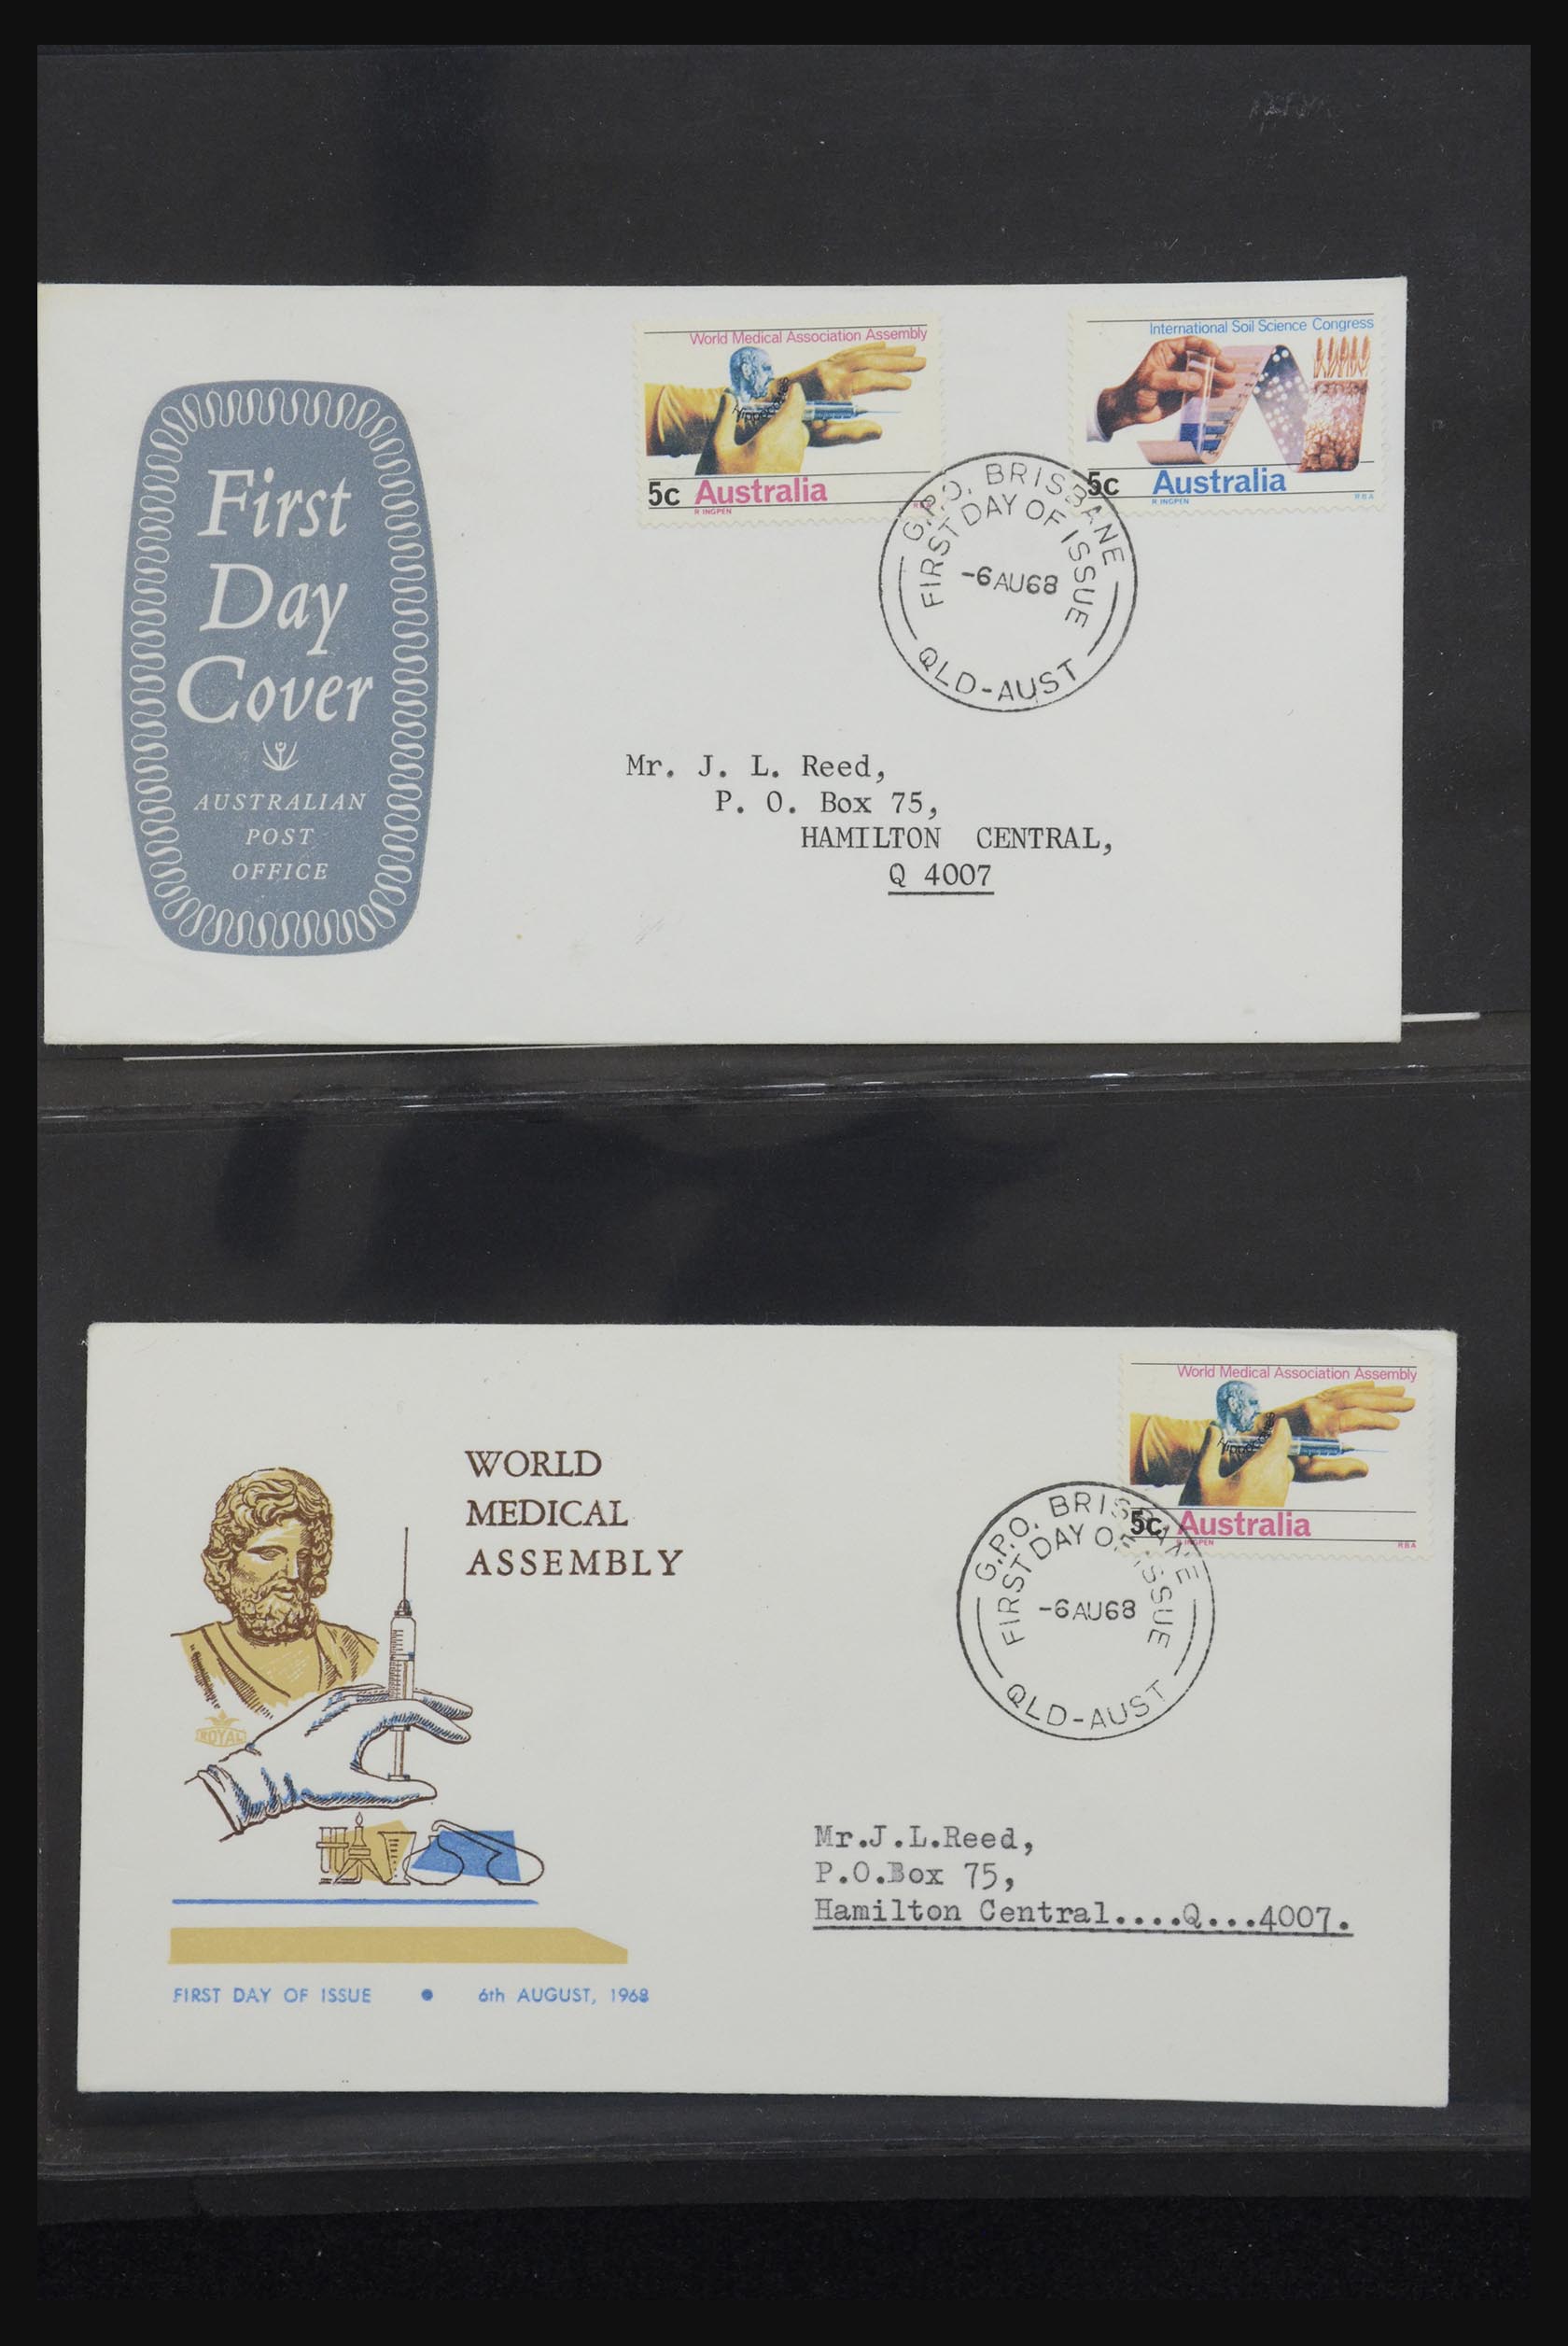 World Medical Association Assembly
Hippocrates
5c Australia
R INGPEN
RBA
International Soil Science Congress
5c Australia
R INGPEN
RBA
G.P.O. BRISBANE
FIRST DAY OF ISSUE
-6AU68
QLD-AUST
First
Day
Cover
AUSTRALIAN
POST
OFFICE
Mr. J. L. Reed,
P. O. Box 75,
HAMILTON CENTRAL,
Q 4007
World Medical Association Assembly
Hippocrates
5c Australia
R INGPEN
RBA
G.P.O. BRISBANE
FIRST DAY OF ISSUE
-6AU68
QLD-AUST
WORLD
MEDICAL
ASSEMBLY
ROYAL
Mr.J.L.Reed,
P.O.Box 75,
Hamilton Central....Q...4007.
FIRST DAY OF ISSUE • 6th AUGUST, 1968